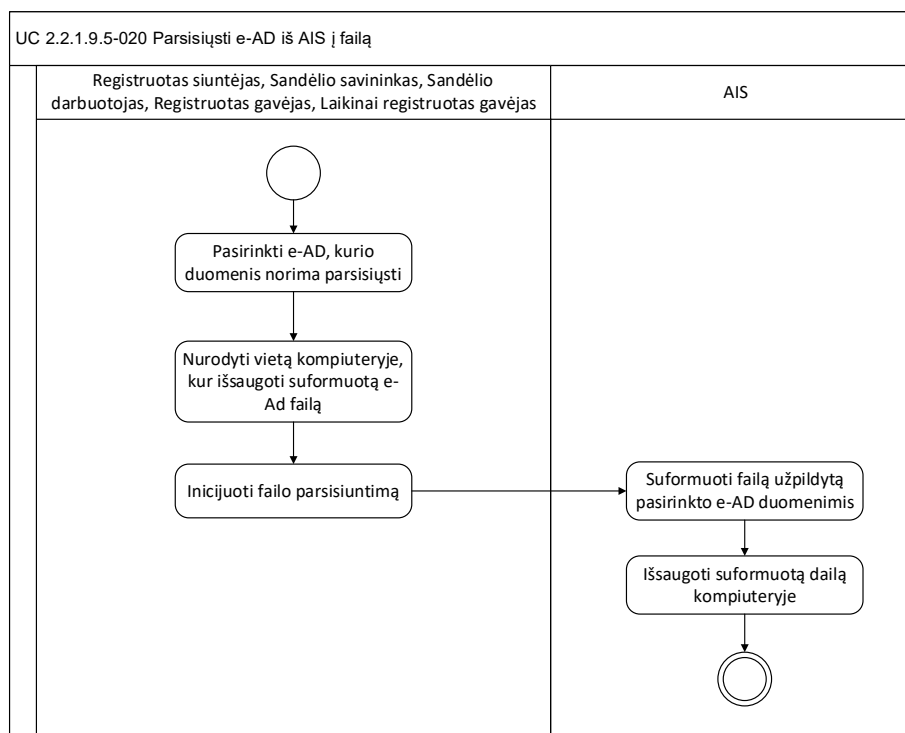 UC 2.2.1.9.5-020 Parsisiųsti e-AD iš AIS į failą
Registruotas siuntėjas, Sandėlio savininkas, Sandėlio
darbuotojas, Registruotas gavėjas, Laikinai registruotas gavėjas
AIS
Pasirinkti e-AD, kurio
duomenis norima parsisiųsti
Nurodyti vietą kompiuteryje,
kur išsaugoti suformuotą e-
Ad failą
Inicijuoti failo parsisiuntimą
Suformuoti failą užpildytą
pasirinkto e-AD duomenimis
Išsaugoti suformuotą dailą
kompiuteryje